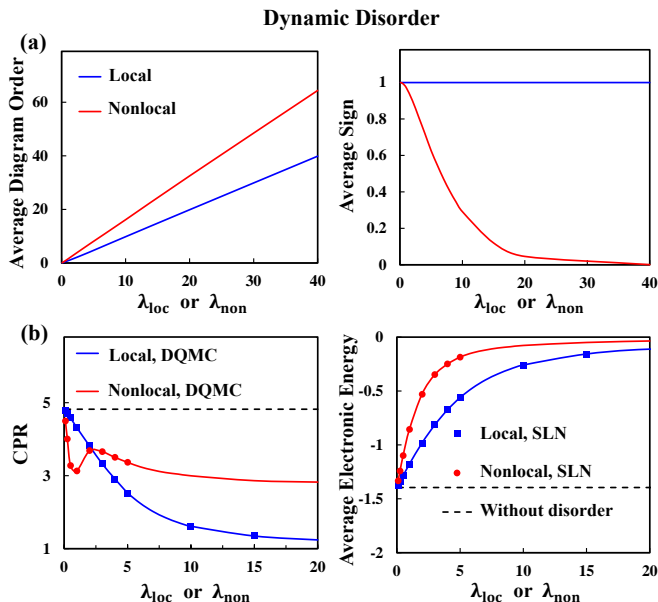 Dynamic Disorder
(a)
Average Diagram Order
60
40
20
0
Local
Nonlocal
0 10 20 30 40
λloc or λnon
Average Sign
1
0.8
0.6
0.4
0.2
0
0 10 20 30 40
λloc or λnon
(b)
CPR
5
3
1
Local, DQMC
Nonlocal, DQMC
0 5 10 15 20
λloc or λnon
Average Electronic Energy
0
-0.5
-1
-1.5
-2
Local, SLN
Nonlocal, SLN
Without disorder
0 5 10 15 20
λloc or λnon